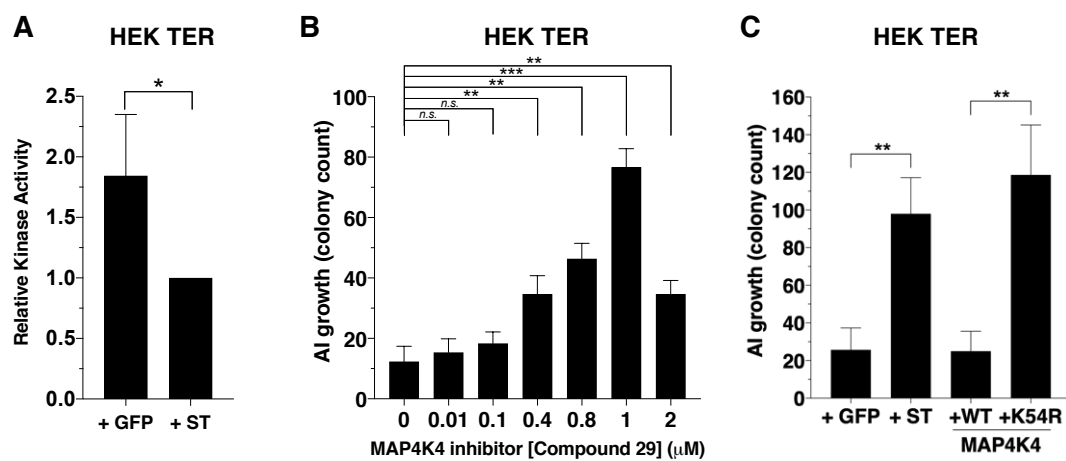 A
HEK TER
*
Relative Kinase Activity
2.5
2.0
1.5
1.0
0.5
0.0
+ GFP + ST
B
HEK TER
**
***
**
**
n.s.
n.s.
AI growth (colony count)
100
80
60
40
20
0
0 0.01 0.1 0.4 0.8 1 2
MAP4K4 inhibitor [Compound 29] (μM)
C
HEK TER
**
**
AI growth (colony count)
160
140
120
100
80
60
40
20
0
+ GFP + ST +WT +K54R
MAP4K4